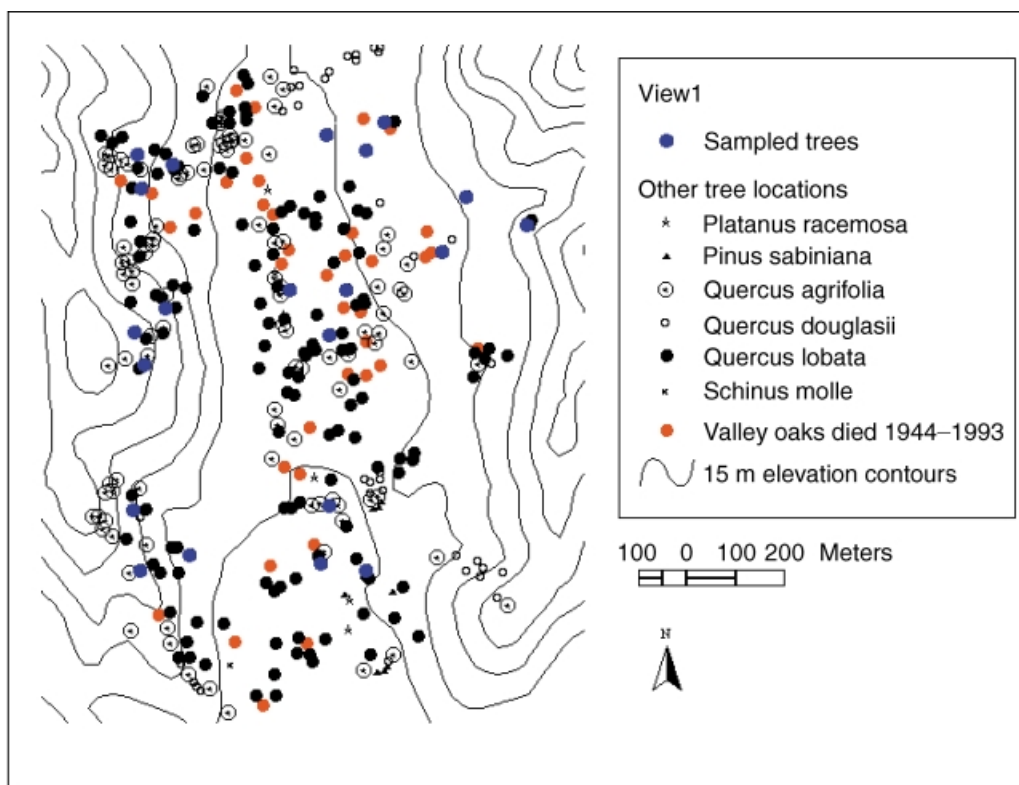 View1
Sampled trees
Other tree locations
Platanus racemosa
Pinus sabiniana
Quercus agrifolia
Quercus douglasii
Quercus lobata
Schinus molle
Valley oaks died 1944–1993
15 m elevation contours
100 0 100 200 Meters
N